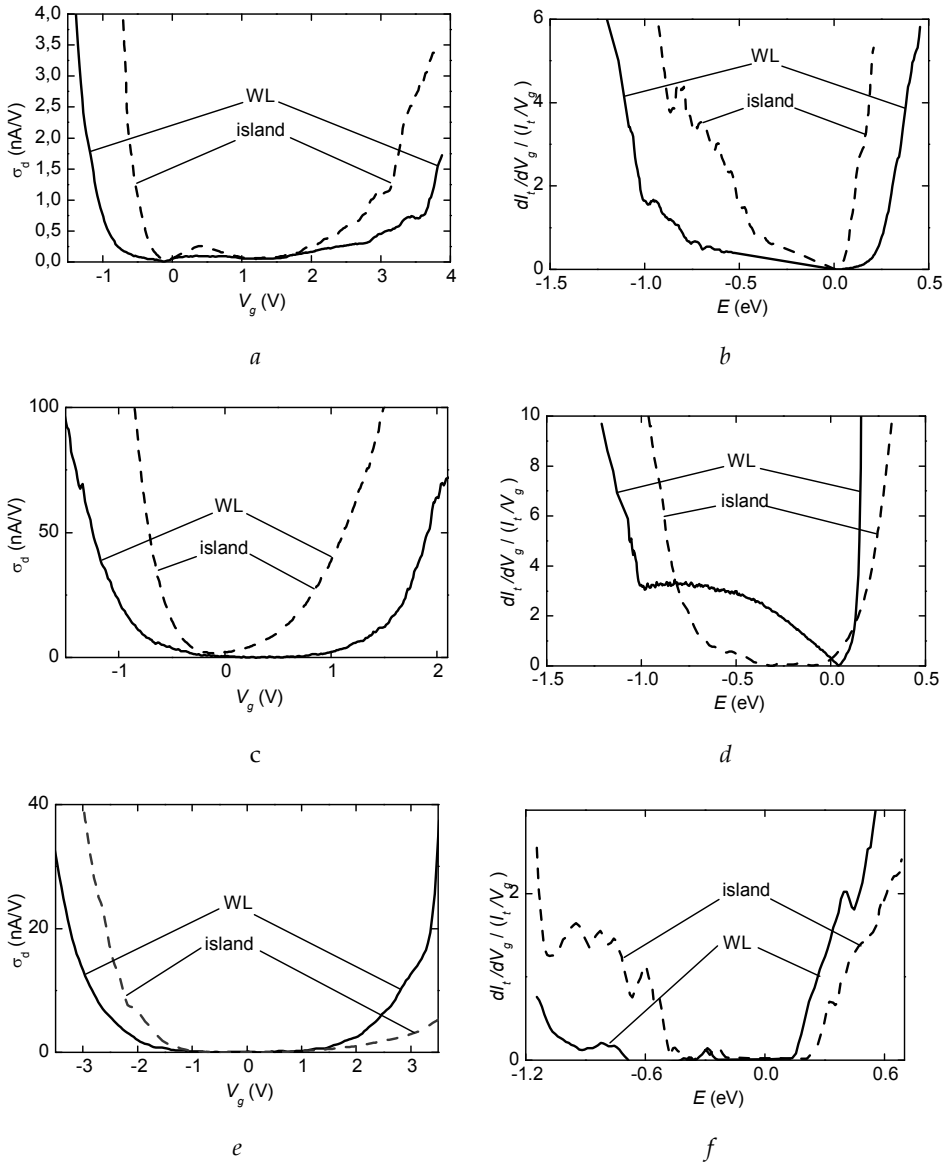 4,0
3,5
3,0
2,5
2,0
1,5
1,0
0,5
0,0
σd (nA/V)
WL
island
-1 0 1 2 3 4
Vg (V)
a
6
4
2
0
dIt/dVg / (It/Vg)
WL
island
-1.5 -1.0 -0.5 0.0 0.5
E (eV)
b
100
50
0
σd (nA/V)
WL
island
-1 0 1 2
Vg (V)
c
10
8
6
4
2
0
dIt/dVg / (It/Vg)
WL
island
-1.5 -1.0 -0.5 0.0 0.5
E (eV)
d
40
20
0
σd (nA/V)
WL
island
-3 -2 -1 0 1 2 3
Vg (V)
e
2
0
dIt/dVg / (It/Vg)
island
WL
-1.2 -0.6 0.0 0.6
E (eV)
f